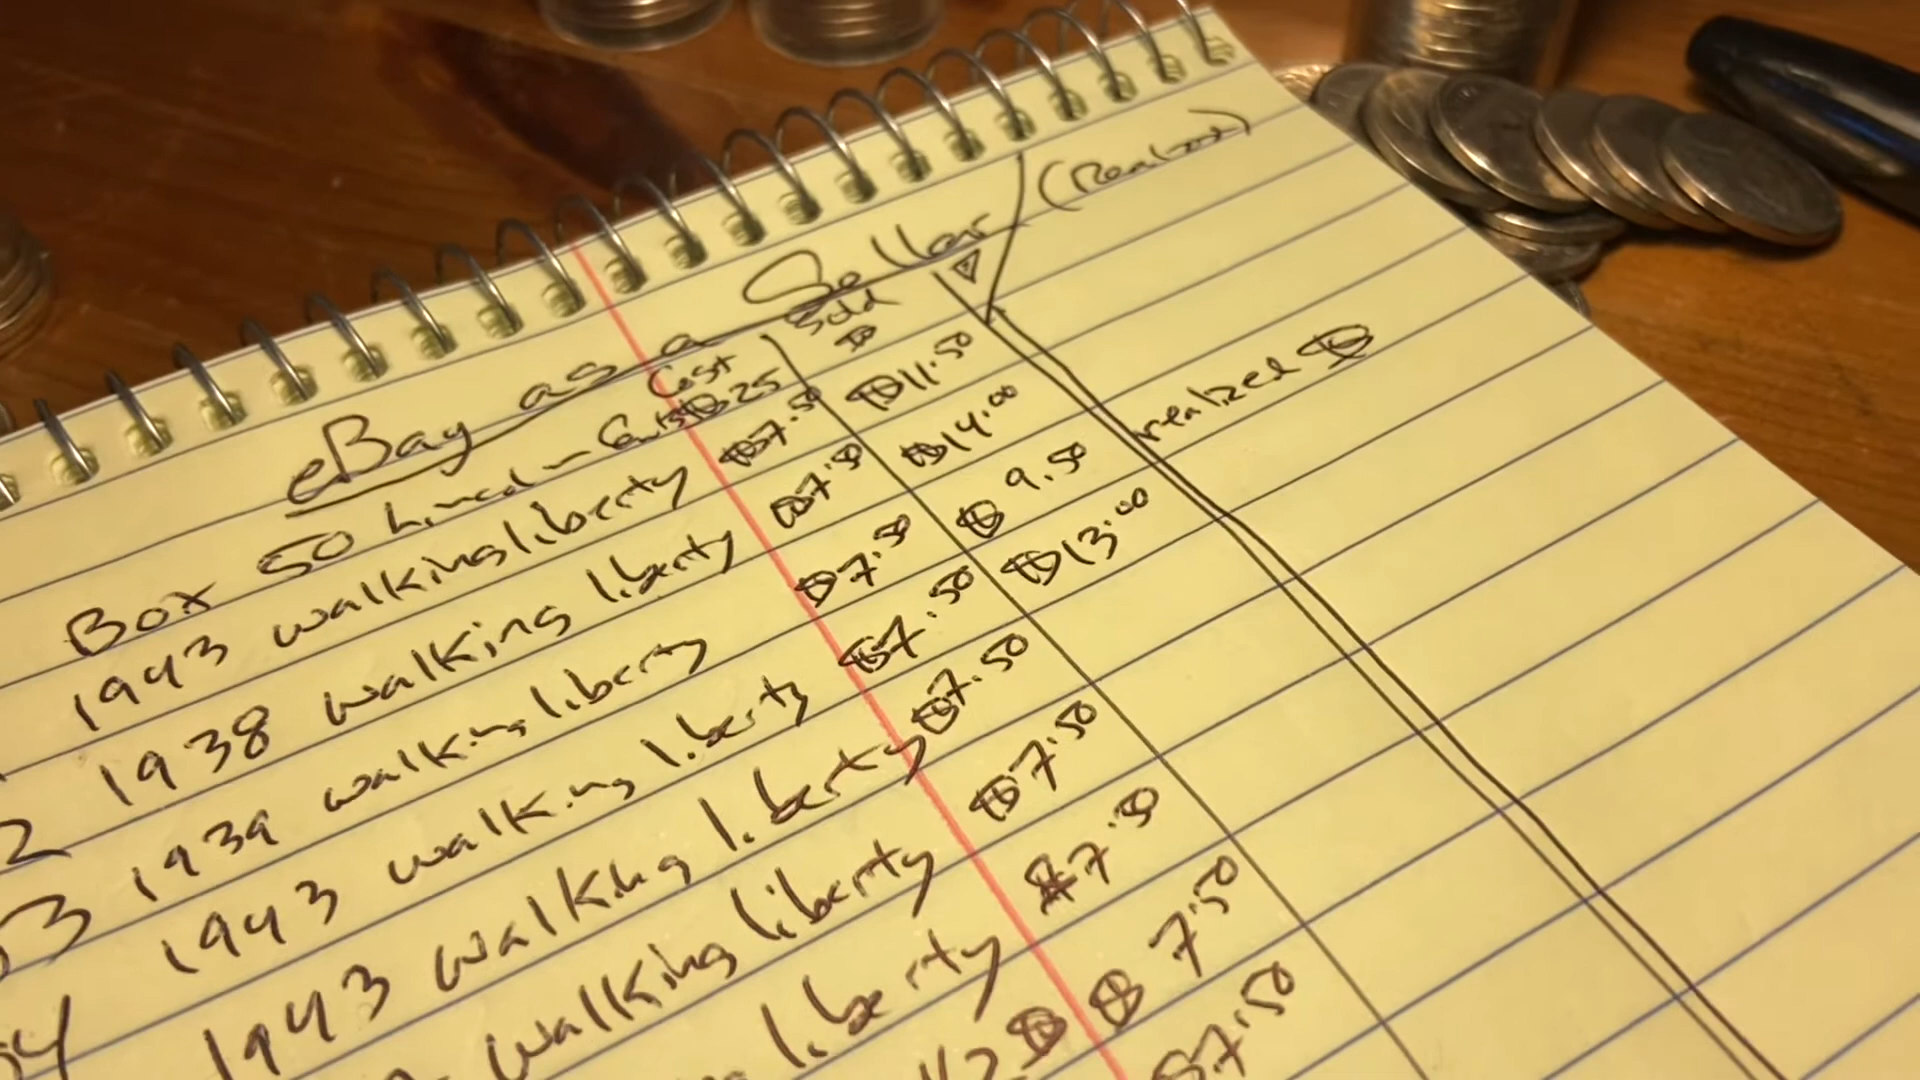 eBay as a Seller (Realized)
Cost Sold
Box 50 $25
1943 walking liberty $7.50 $11.50 realized $
1938 walking liberty $7.50 $14.00
1939 walking liberty $7.50 $9.50
1943 walking liberty $7.50 $13.00
1943 walking liberty $7.50
walking liberty $7.50
liberty $7.50
$7.50
$7.50